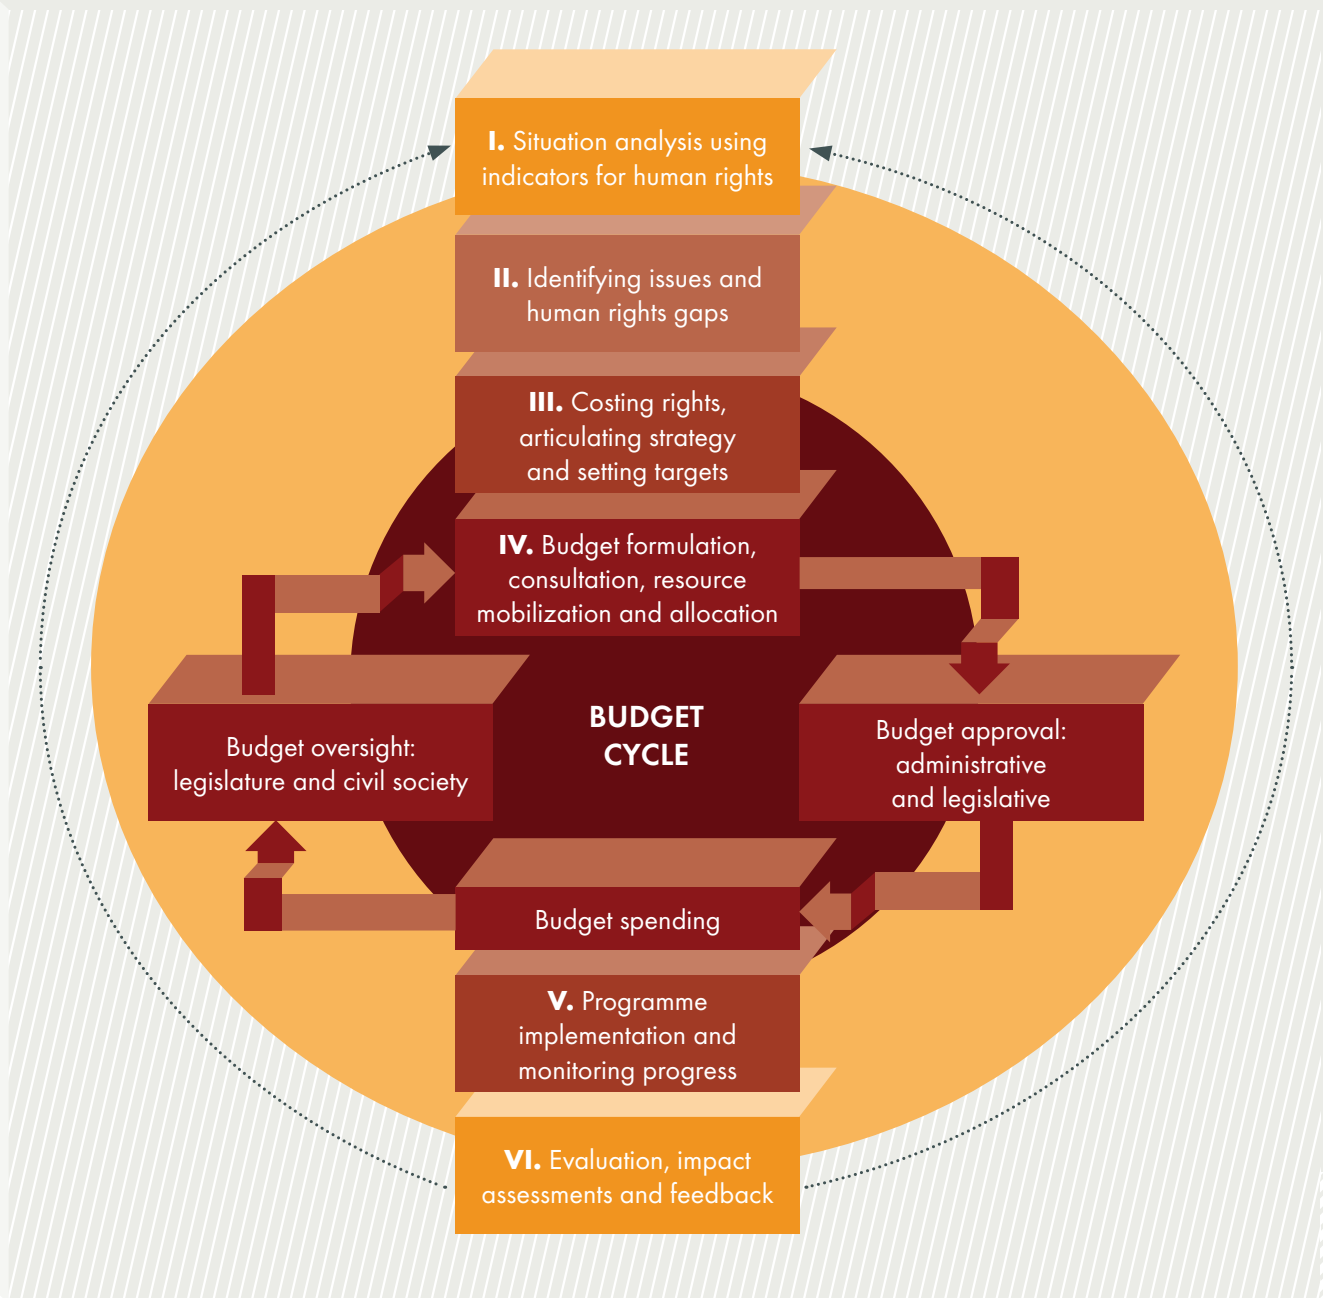 I. Situation analysis using
indicators for human rights
II. Identifying issues and
human rights gaps
III. Costing rights,
articulating strategy
and setting targets
IV. Budget formulation,
consultation, resource
mobilization and allocation
BUDGET
CYCLE
Budget oversight:
legislature and civil society
Budget approval:
administrative
and legislative
Budget spending
V. Programme
implementation and
monitoring progress
VI. Evaluation, impact
assessments and feedback